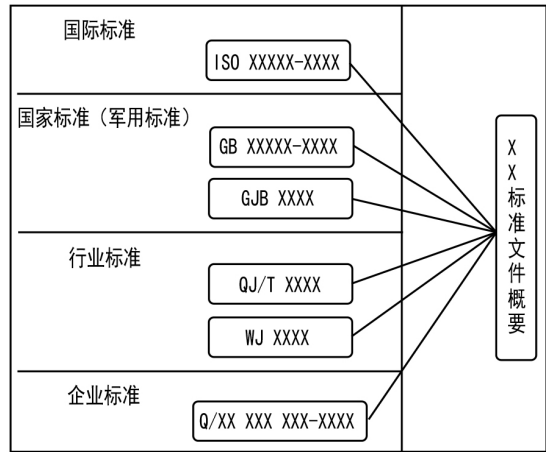 国际标准
ISO XXXXX-XXXX
国家标准（军用标准）
GB XXXXX-XXXX
GJB XXXX
行业标准
QJ/T XXXX
WJ XXXX
企业标准
Q/XX XXX XXX-XXXX
XX标准文件概要